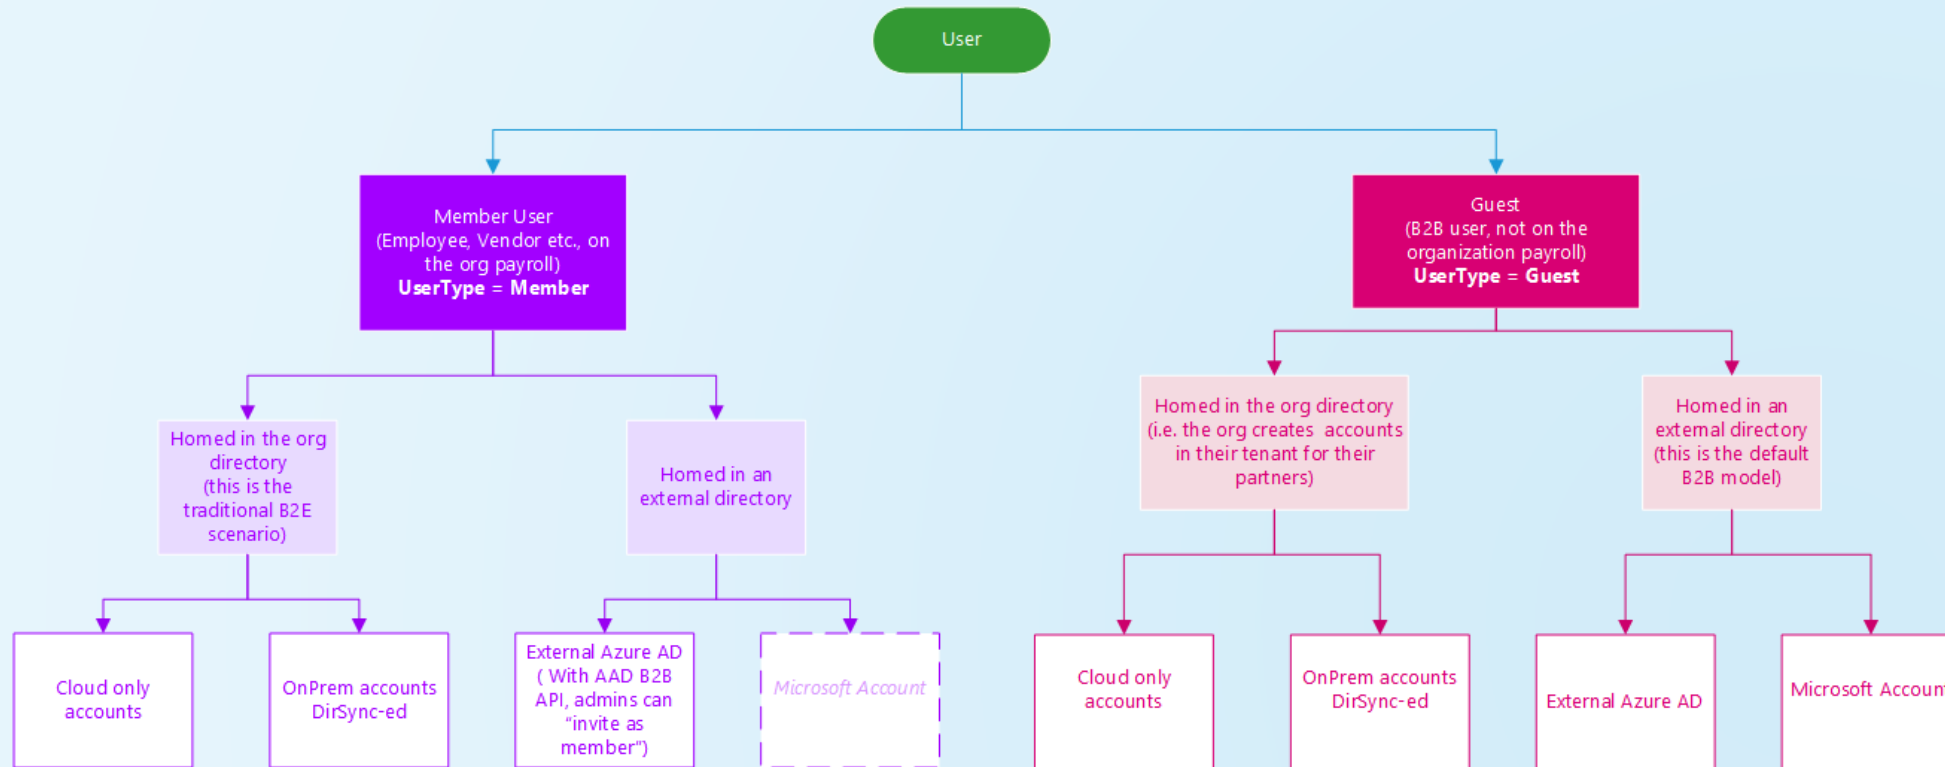 User
Member User
(Employee, Vendor etc., on
the org payroll)
UserType = Member
Guest
(B2B user, not on the
organization payroll)
UserType = Guest
Homed in the org
directory
(this is the
traditional B2E
scenario)
Homed in an
external directory
Homed in the org directory
(i.e. the org creates  accounts
in their tenant for their
partners)
Homed in an
external directory
(this is the default
B2B model)
Cloud only
accounts
OnPrem accounts
DirSync-ed
External Azure AD
( With AAD B2B
API, admins can
“invite as
member”)
Microsoft Account
Cloud only
accounts
OnPrem accounts
DirSync-ed
External Azure AD
Microsoft Account